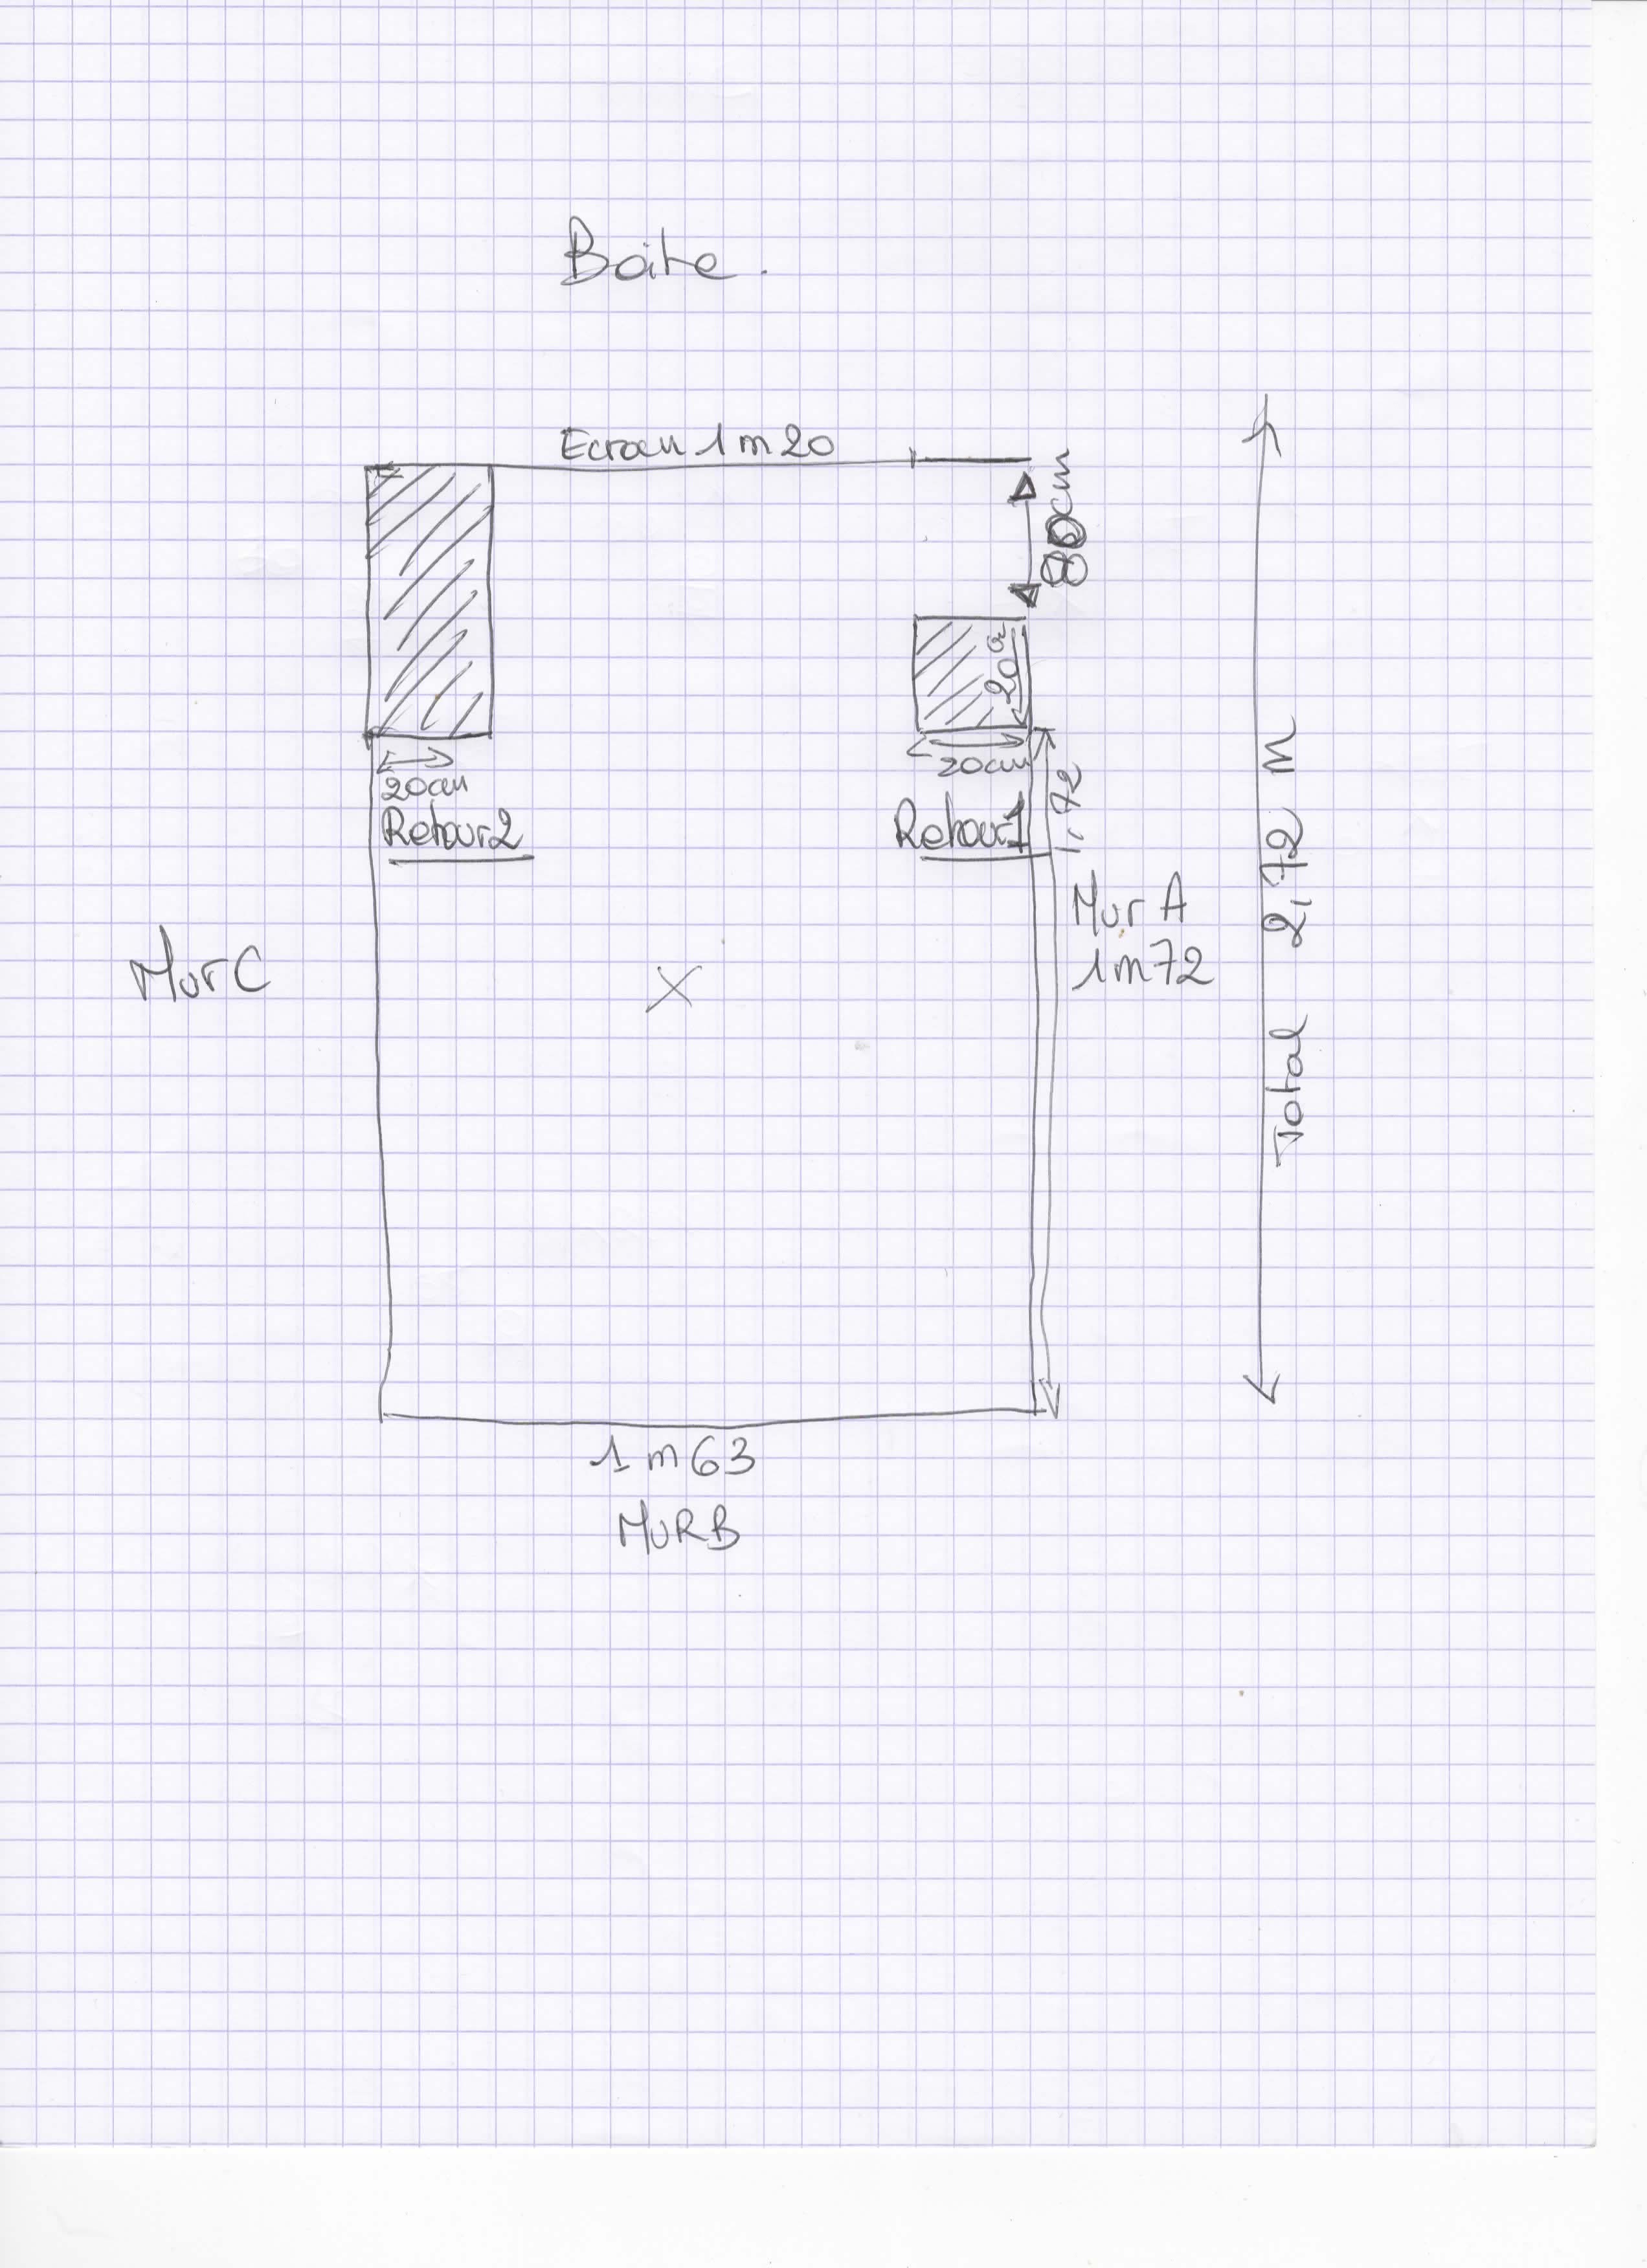 Boite.
Ecran 1m20
80cm
20cm
20cm
20cm
Retour2
Retour1
1,72
Mur A
1m72
Mur C
Total 2,72 m
1m63
MURB